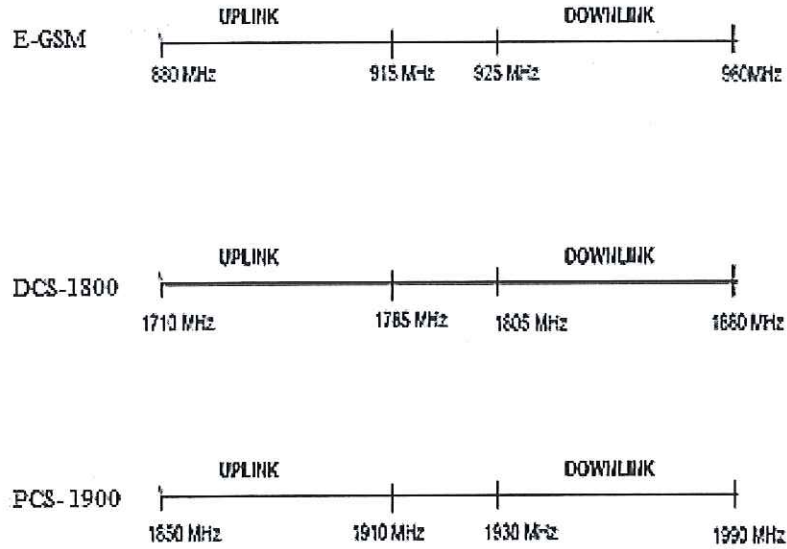 UPLINK DOWNLINK
E-GSM
880 MHz 915 MHz 925 MHz 960MHz
UPLINK DOWNLINK
DCS-1800
1710 MHz 1785 MHz 1805 MHz 1880 MHz
UPLINK DOWNLINK
PCS-1900
1850 MHz 1910 MHz 1930 MHz 1990 MHz